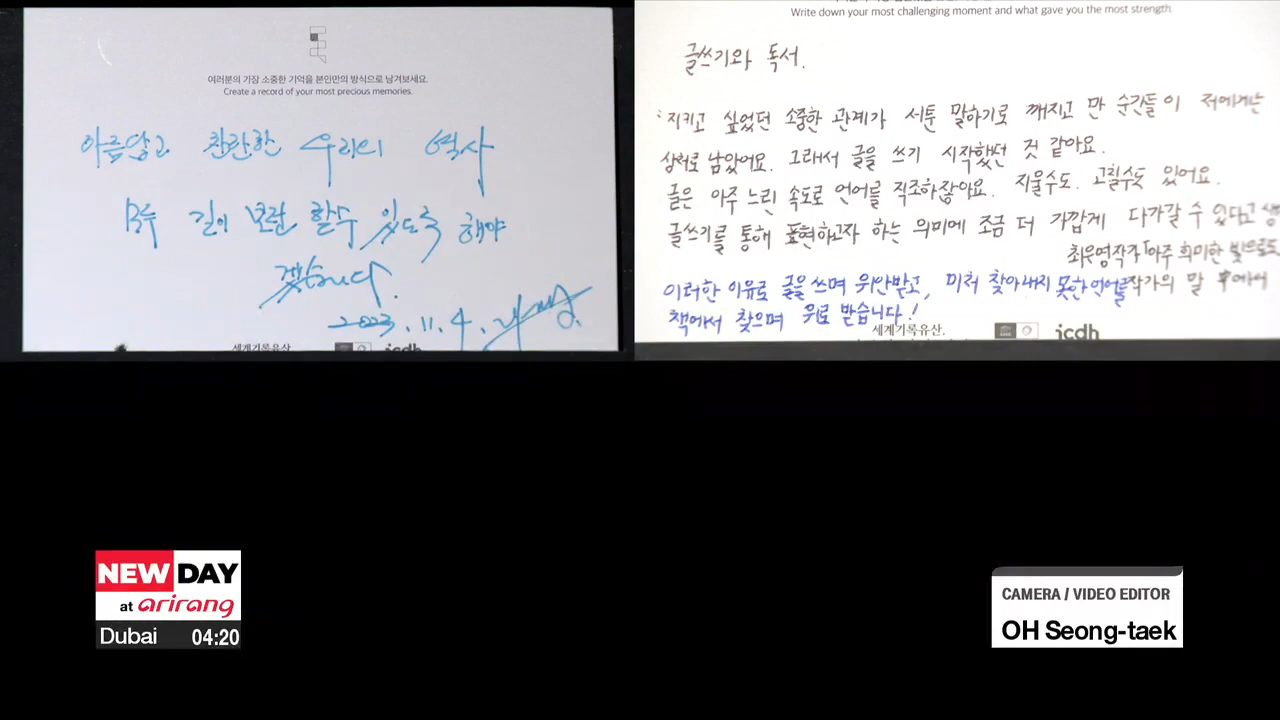 여러분의 가장 소중한 기억을 본인만의 방식으로 남겨보세요.
Create a record of your most precious memories.
아름답고 찬란한 우리의 역사
모두 길이 보존 할수 있도록 해야
겠습니다.
2023. 11. 4.
세계기록유산
icdh
Write down your most challenging moment and what gave you the most strength.
글쓰기와 독서.
지키고 싶었던 소중한 관계가 서툰 말하기로 깨지고 만 순간들이 저에게는
상처로 남았어요. 그래서 글을 쓰기 시작했던 것 같아요.
글은 아주 느린 속도로 언어를 직조하잖아요. 지울수도. 고칠수도 있어요.
글쓰기를 통해 표현하고자 하는 의미에 조금 더 가깝게 다가갈 수 있다고 생
최은영작가「아주 희미한 빛으로도
작가의 말 후에서
이러한 이유로 글을 쓰며 위안받고, 미처 찾아내지 못한 언어를
책에서 찾으며 위로 받습니다!
세계기록유산.
icdh
NEW DAY
at arirang
Dubai 04:20
CAMERA / VIDEO EDITOR
OH Seong-taek